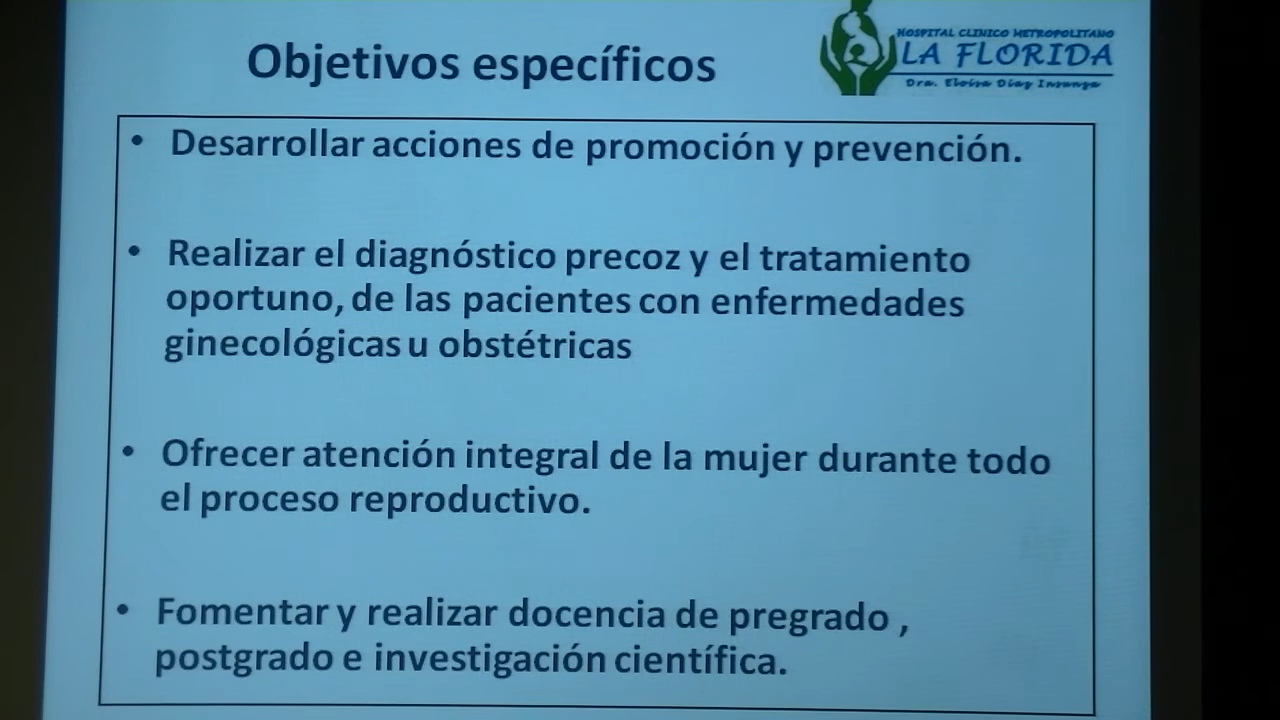 Objetivos específicos
HOSPITAL CLINICO METROPOLITANO
LA FLORIDA
Dra. Eloísa Díaz Insunza
• Desarrollar acciones de promoción y prevención.
• Realizar el diagnóstico precoz y el tratamiento
oportuno, de las pacientes con enfermedades
ginecológicas u obstétricas
• Ofrecer atención integral de la mujer durante todo
el proceso reproductivo.
• Fomentar y realizar docencia de pregrado ,
postgrado e investigación científica.